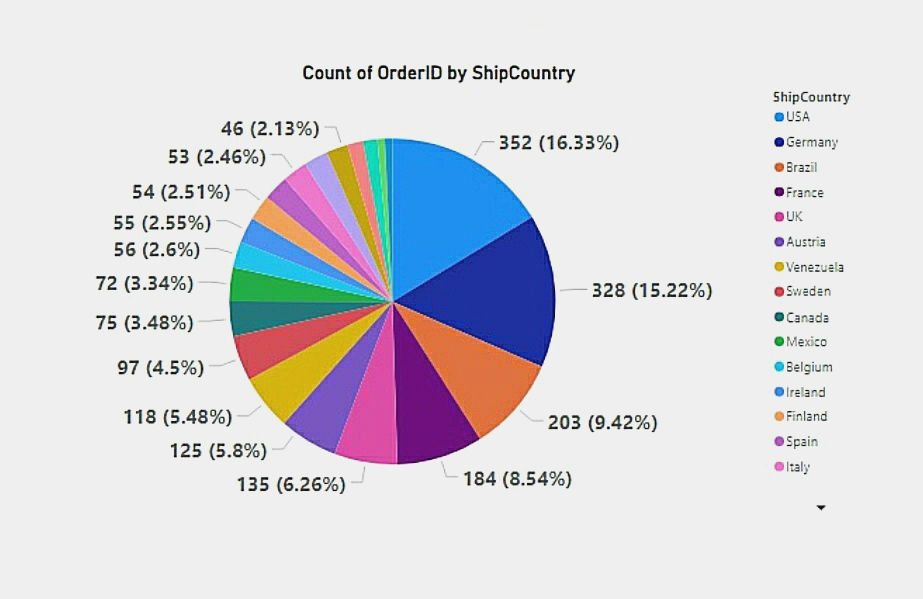 Count of OrderID by ShipCountry
352 (16.33%)
328 (15.22%)
203 (9.42%)
184 (8.54%)
135 (6.26%)
125 (5.8%)
118 (5.48%)
97 (4.5%)
75 (3.48%)
72 (3.34%)
56 (2.6%)
55 (2.55%)
54 (2.51%)
53 (2.46%)
46 (2.13%)
ShipCountry
USA
Germany
Brazil
France
UK
Austria
Venezuela
Sweden
Canada
Mexico
Belgium
Ireland
Finland
Spain
Italy